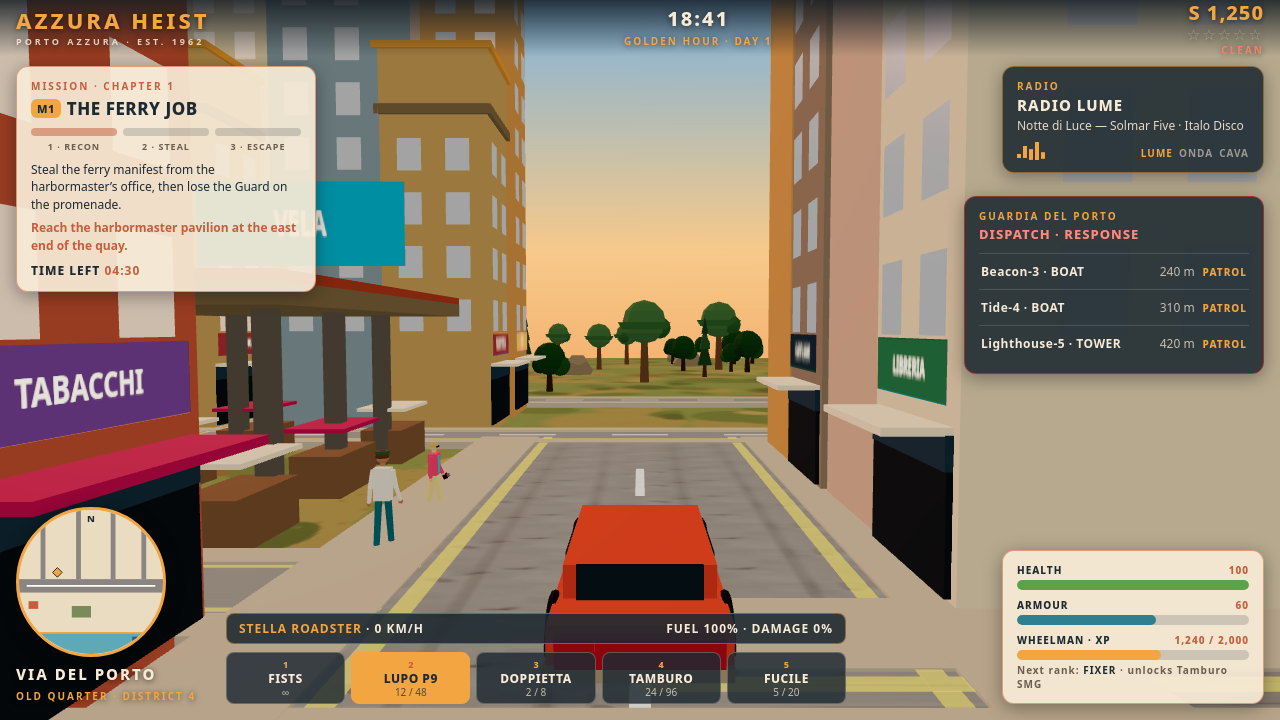 AZZURA HEIST
PORTO AZZURA · EST. 1962
18:41
GOLDEN HOUR · DAY 1
S 1,250
☆☆☆☆☆
CLEAN
MISSION · CHAPTER 1
M1 THE FERRY JOB
1 · RECON 2 · STEAL 3 · ESCAPE
Steal the ferry manifest from the
harbormaster’s office, then lose the Guard on
the promenade.
Reach the harbormaster pavilion at the east
end of the quay.
TIME LEFT 04:30
RADIO
RADIO LUME
Notte di Luce — Solmar Five · Italo Disco
LUME ONDA CAVA
GUARDIA DEL PORTO
DISPATCH · RESPONSE
Beacon-3 · BOAT 240 m PATROL
Tide-4 · BOAT 310 m PATROL
Lighthouse-5 · TOWER 420 m PATROL
VELA
TABACCHI
LIBRERIA
N
VIA DEL PORTO
OLD QUARTER · DISTRICT 4
STELLA ROADSTER · 0 KM/H FUEL 100% · DAMAGE 0%
1
FISTS
∞
2
LUPO P9
12 / 48
3
DOPPIETTA
2 / 8
4
TAMBURO
24 / 96
5
FUCILE
5 / 20
HEALTH 100
ARMOUR 60
WHEELMAN · XP 1,240 / 2,000
Next rank: FIXER · unlocks Tamburo
SMG